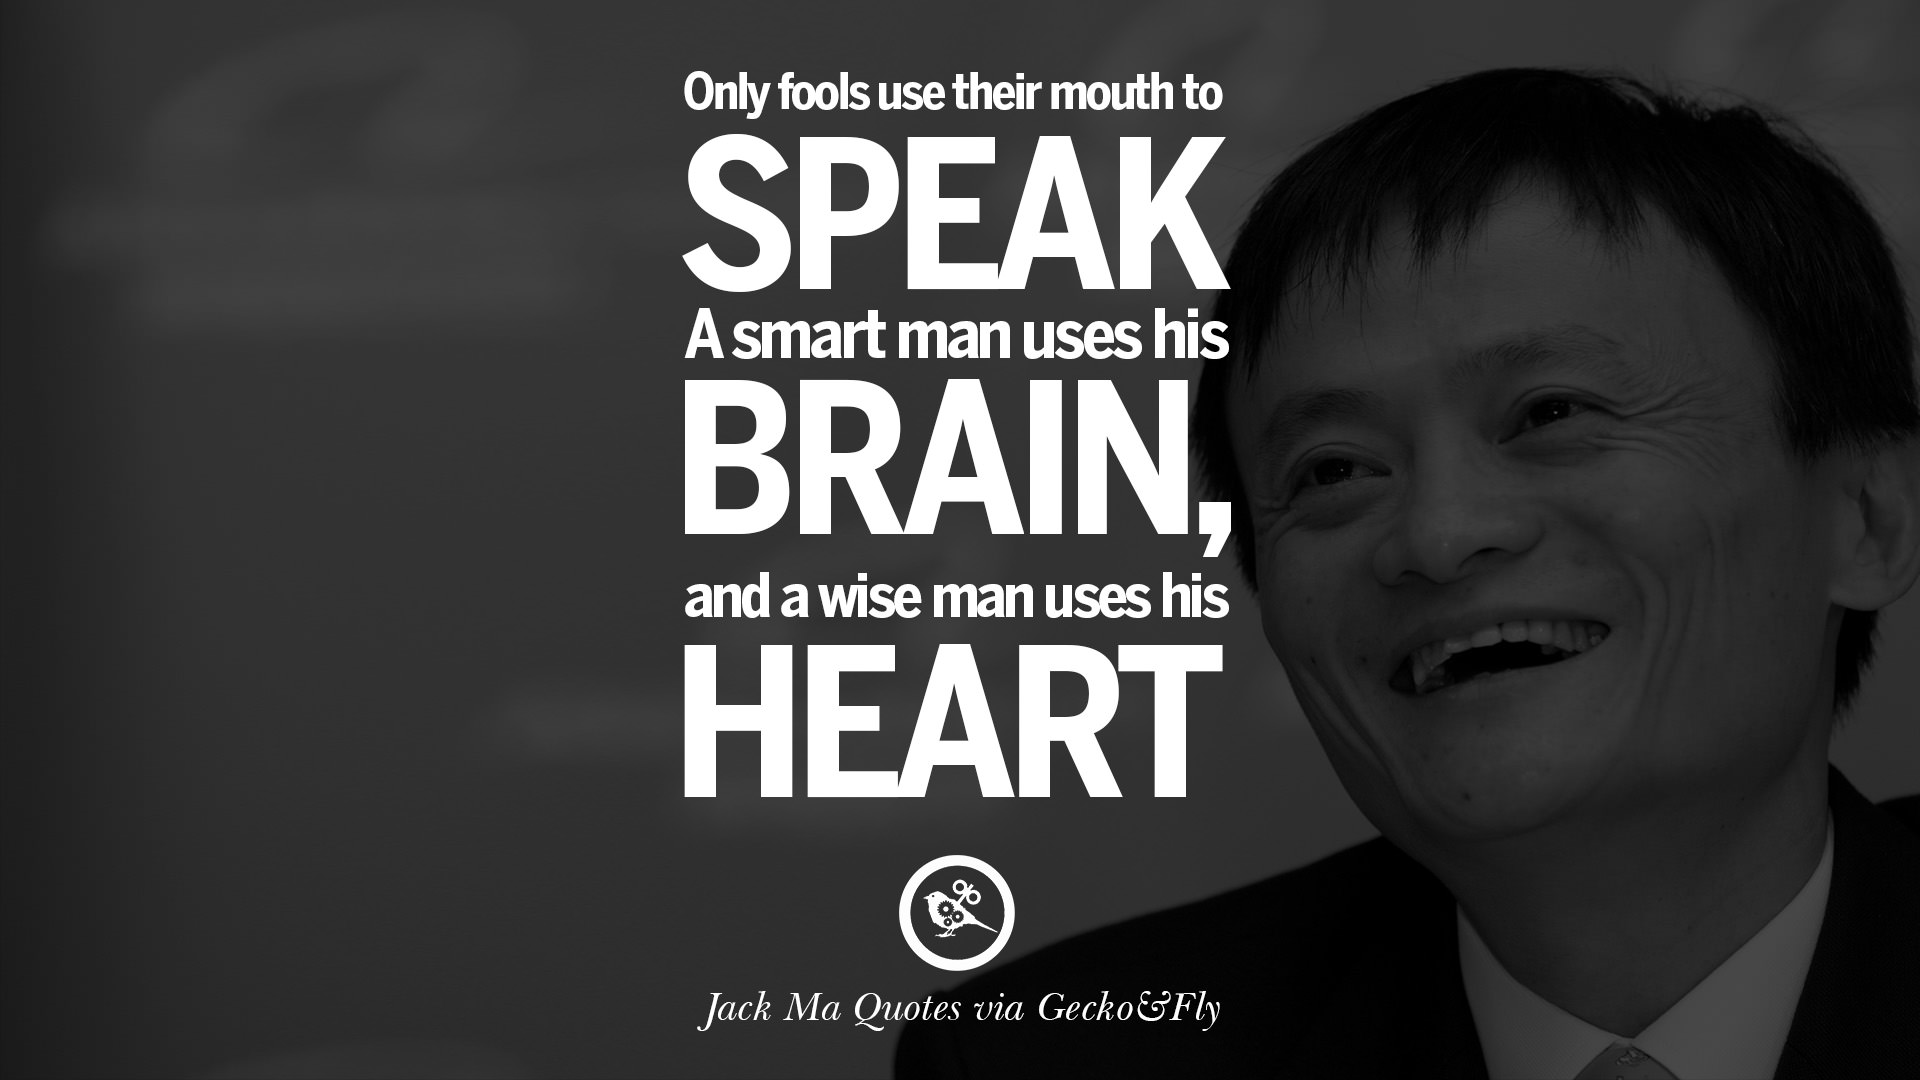 Only fools use their mouth to
SPEAK
A smart man uses his
BRAIN,
and a wise man uses his
HEART
Jack Ma Quotes via Gecko&Fly